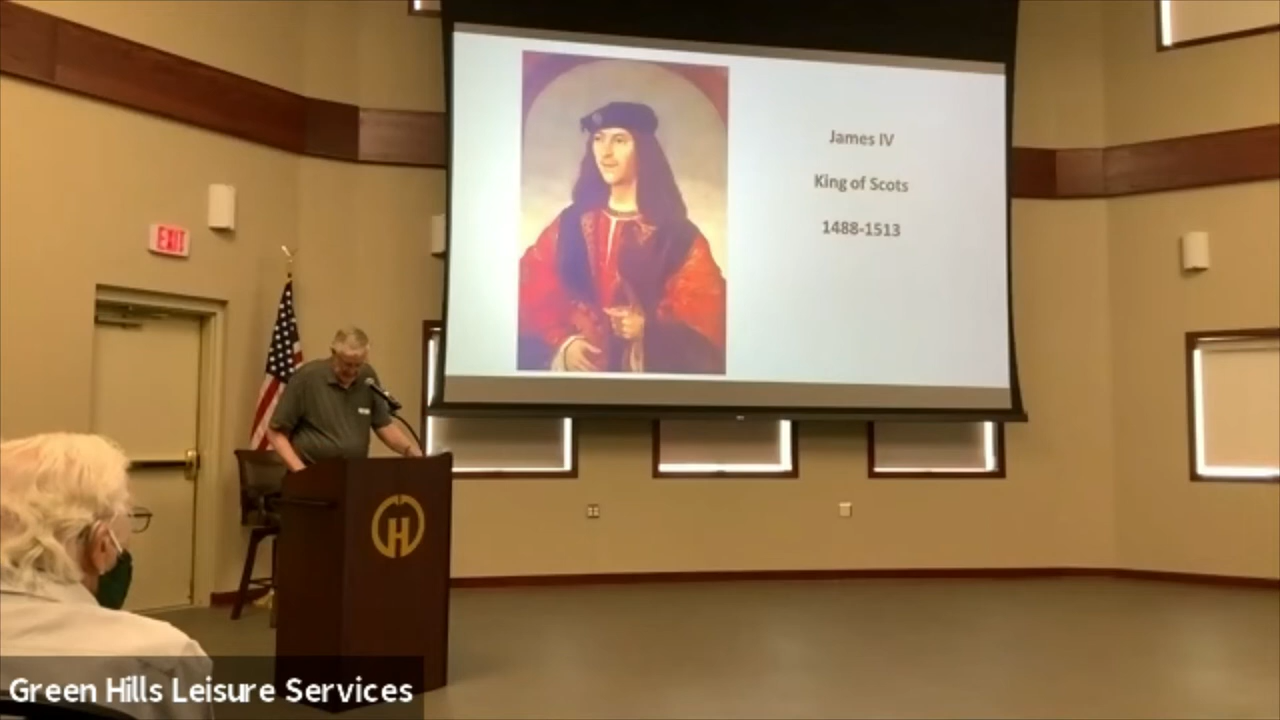 James IV
King of Scots
1488-1513
EXIT
H
Green Hills Leisure Services